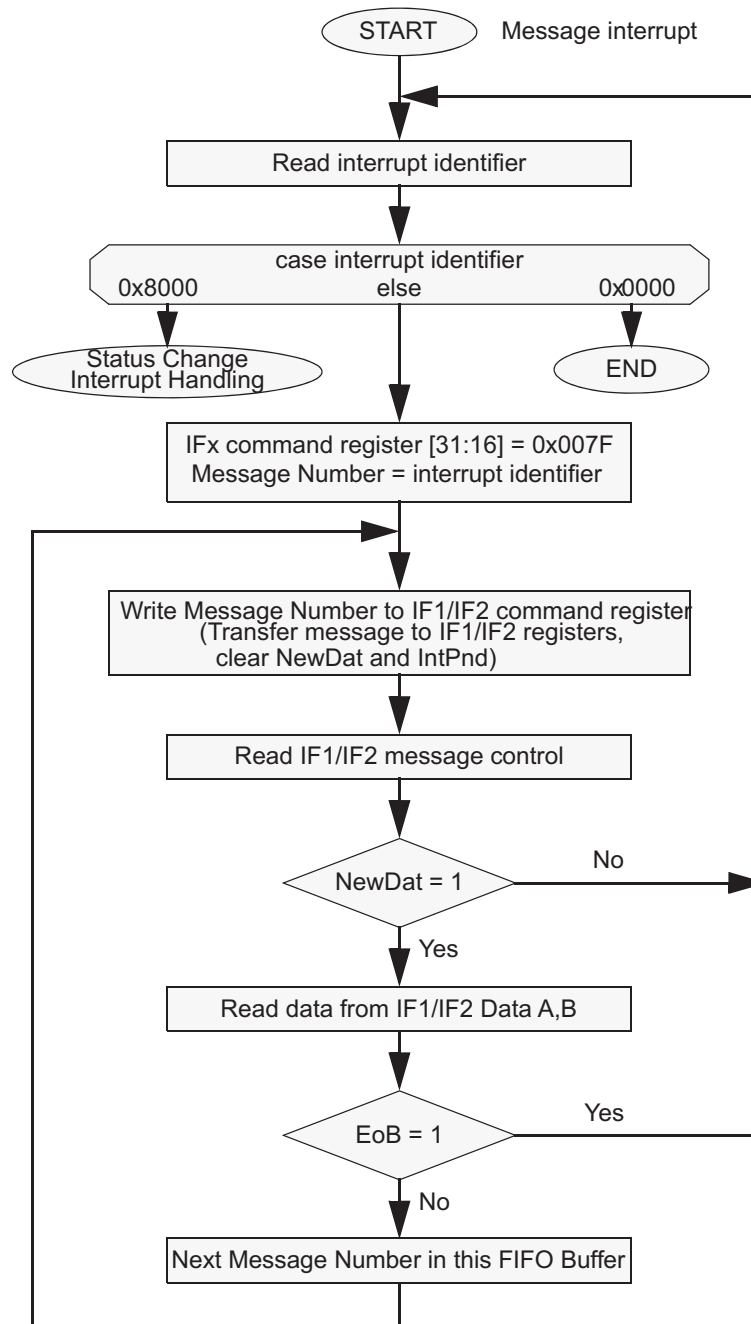 START
Message interrupt
Read interrupt identifier
case interrupt identifier
0x8000
else
0x0000
Status Change
Interrupt Handling
END
IFx command register [31:16] = 0x007F
Message Number = interrupt identifier
Write Message Number to IF1/IF2 command register
(Transfer message to IF1/IF2 registers,
clear NewDat and IntPnd)
Read IF1/IF2 message control
NewDat = 1
No
Yes
Read data from IF1/IF2 Data A,B
EoB = 1
Yes
No
Next Message Number in this FIFO Buffer